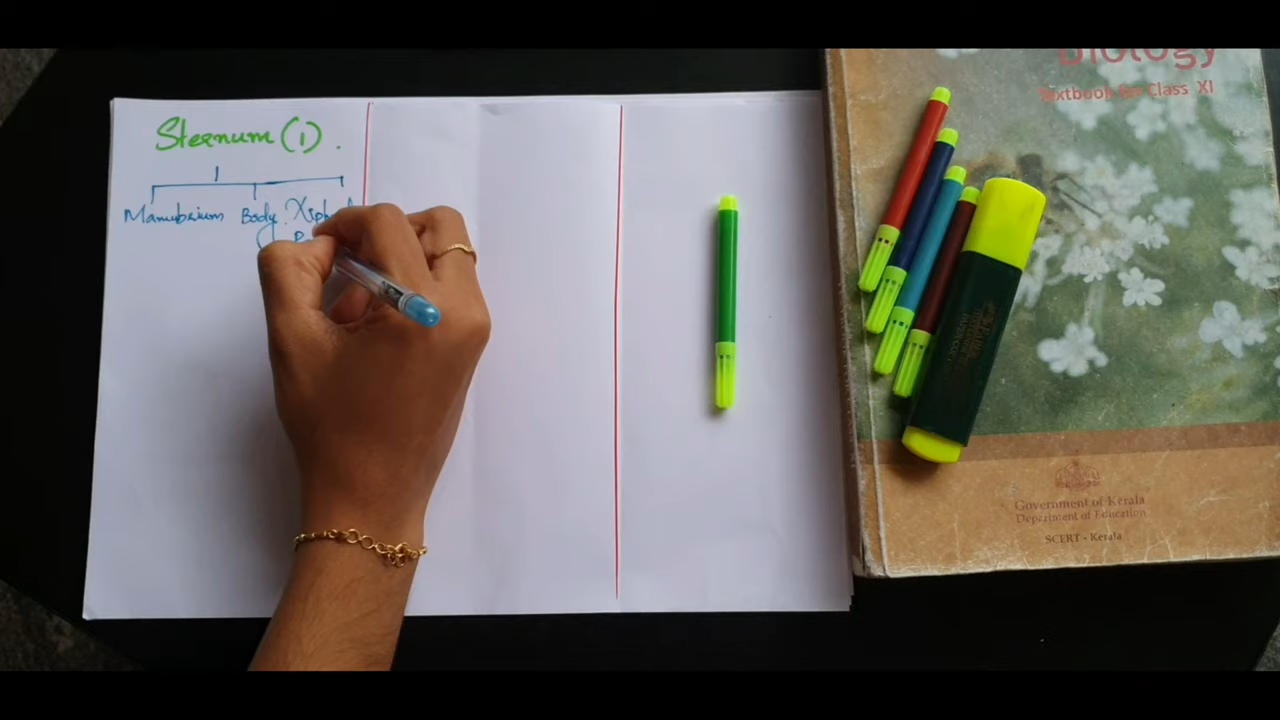 Sternum (1).
Manubrium Body
Biology
Textbook for Class XI
Government of Kerala
Department of Education
SCERT - Kerala